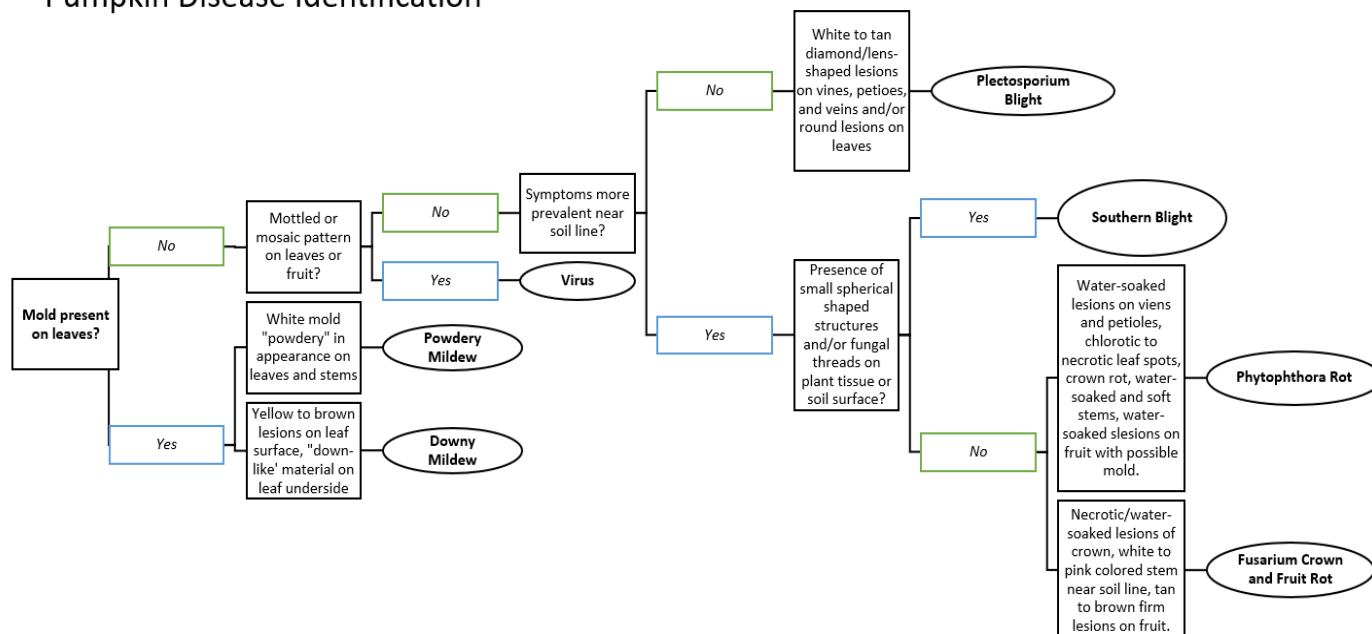 Pumpkin Disease Identification
Mold present
on leaves?
No
Mottled or
mosaic pattern
on leaves or
fruit?
No
Symptoms more
prevalent near
soil line?
No
White to tan
diamond/lens-
shaped lesions
on vines, petioes,
and veins and/or
round lesions on
leaves
Plectosporium
Blight
Yes
Presence of
small spherical
shaped
structures
and/or fungal
threads on
plant tissue or
soil surface?
Yes
Southern Blight
No
Water-soaked
lesions on viens
and petioles,
chlorotic to
necrotic leaf spots,
crown rot, water-
soaked and soft
stems, water-
soaked slesions on
fruit with possible
mold.
Phytophthora Rot
Necrotic/water-
soaked lesions of
crown, white to
pink colored stem
near soil line, tan
to brown firm
lesions on fruit.
Fusarium Crown
and Fruit Rot
Yes
Virus
Yes
White mold
"powdery" in
appearance on
leaves and stems
Powdery
Mildew
Yellow to brown
lesions on leaf
surface, "down-
like' material on
leaf underside
Downy
Mildew